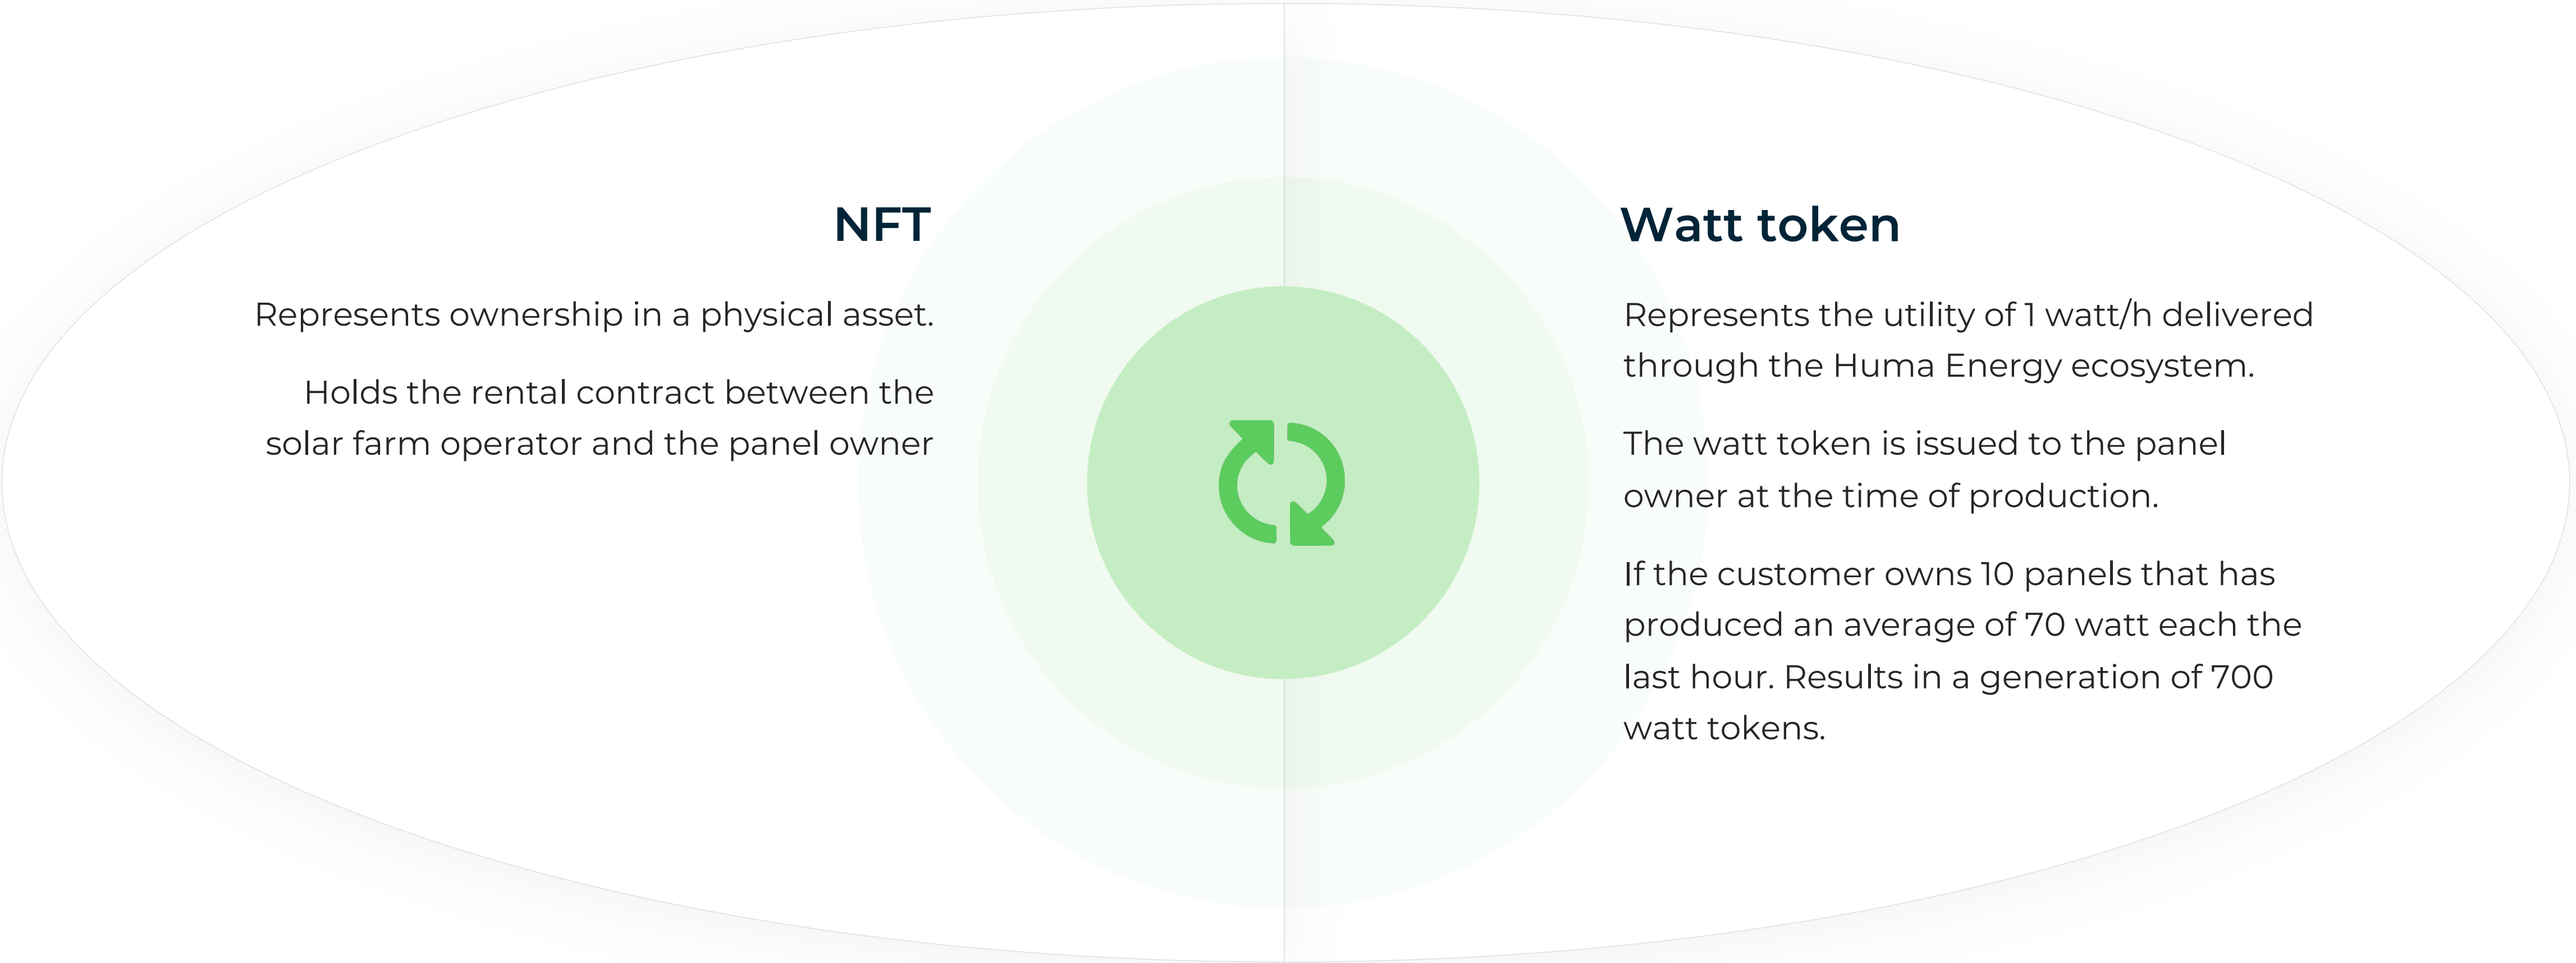 NFT
Represents ownership in a physical asset.
Holds the rental contract between the
solar farm operator and the panel owner
Watt token
Represents the utility of 1 watt/h delivered
through the Huma Energy ecosystem.
The watt token is issued to the panel
owner at the time of production.
If the customer owns 10 panels that has
produced an average of 70 watt each the
last hour. Results in a generation of 700
watt tokens.